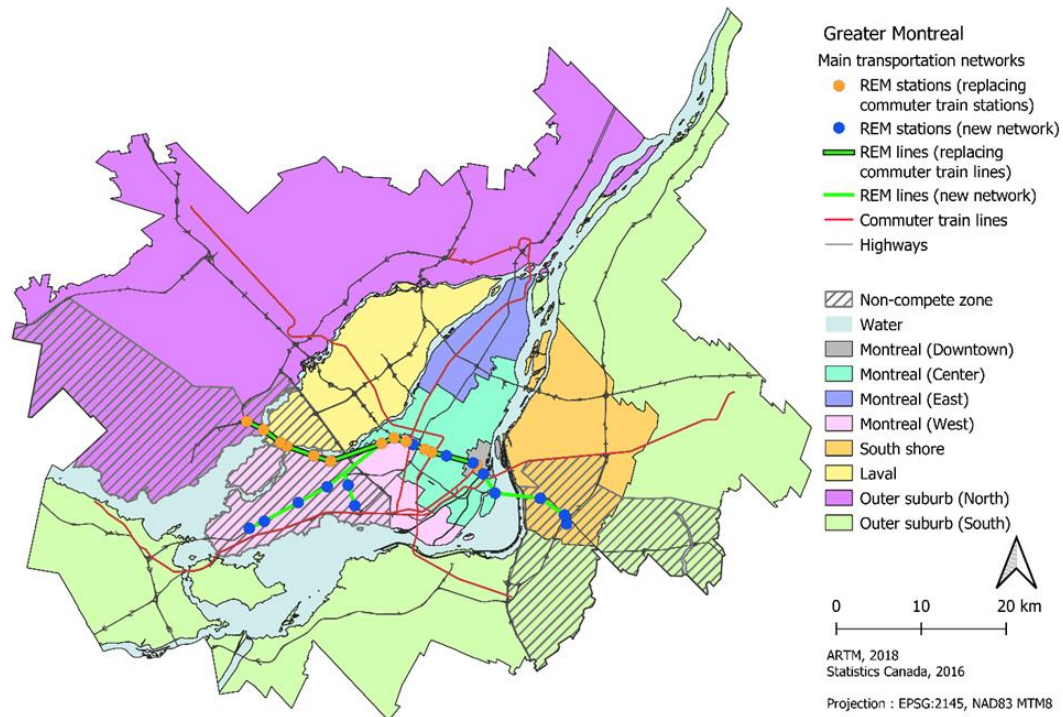 Greater Montreal
Main transportation networks
REM stations (replacing
commuter train stations)
REM stations (new network)
REM lines (replacing
commuter train lines)
REM lines (new network)
Commuter train lines
Highways
Non-compete zone
Water
Montreal (Downtown)
Montreal (Center)
Montreal (East)
Montreal (West)
South shore
Laval
Outer suburb (North)
Outer suburb (South)
0 10 20 km
ARTM, 2018
Statistics Canada, 2016
Projection : EPSG:2145, NAD83 MTM8